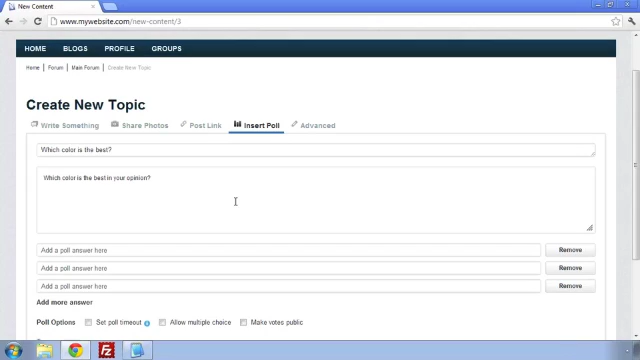 New Content
www.mywebsite.com/new-content/3
HOME BLOGS PROFILE GROUPS
Home Forum Main Forum Create New Topic
Create New Topic
Write Something Share Photos Post Link Insert Poll Advanced
Which color is the best?
Which color is the best in your opinion?
Add a poll answer here Remove
Add a poll answer here Remove
Add a poll answer here Remove
Add more answer
Poll Options Set poll timeout Allow multiple choice Make votes public